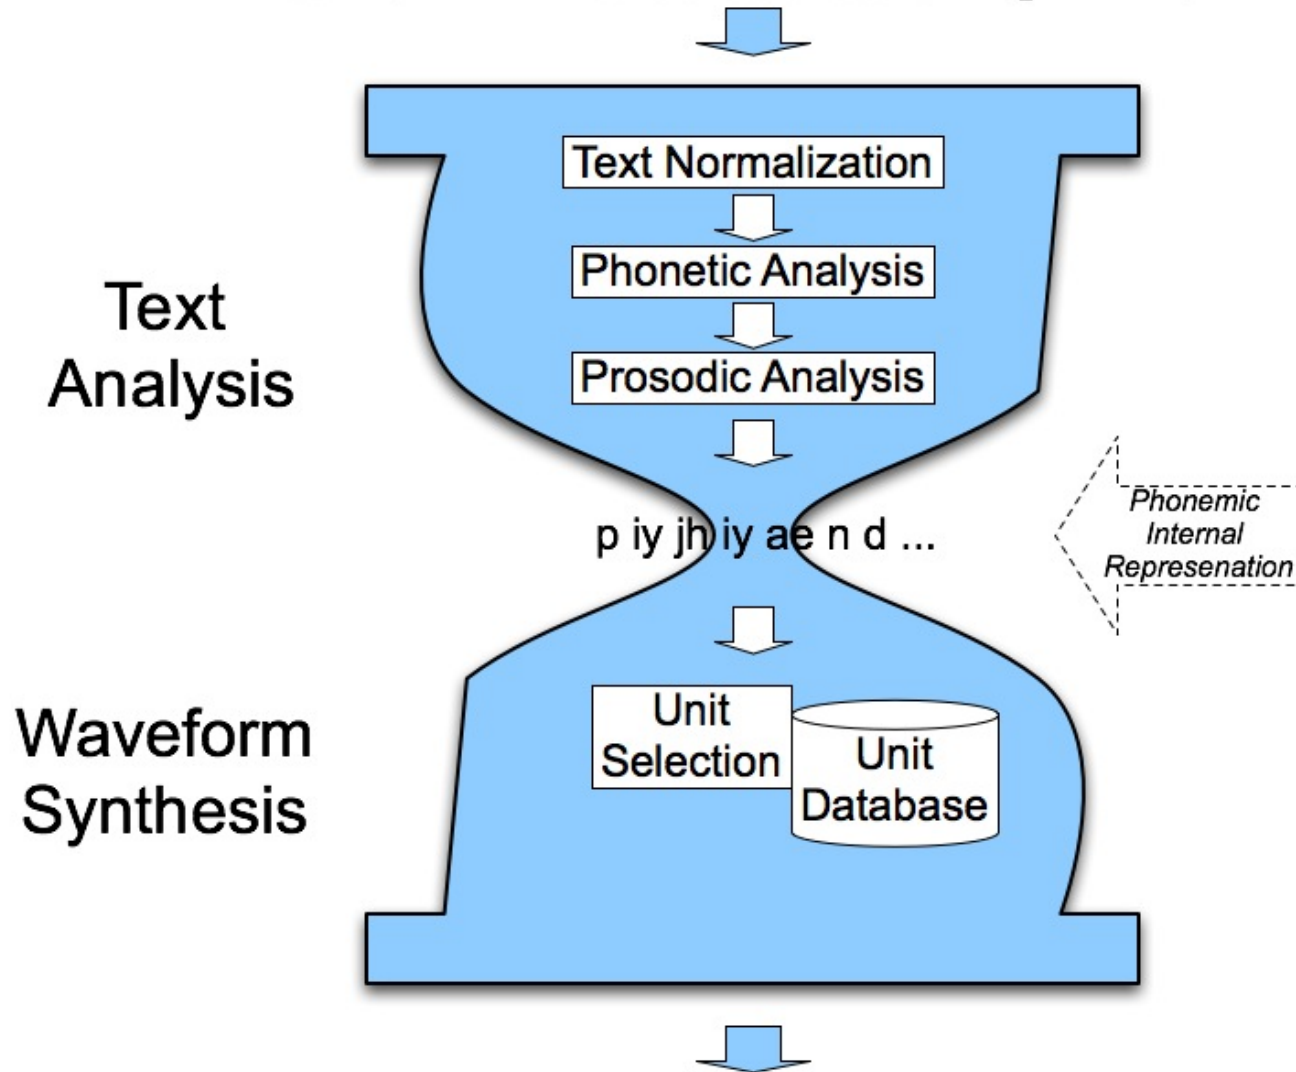 Text Normalization
Phonetic Analysis
Text
Analysis
Prosodic Analysis
p iy jh iy ae n d ...
Phonemic
Internal
Represenation
Unit
Selection
Unit
Database
Waveform
Synthesis